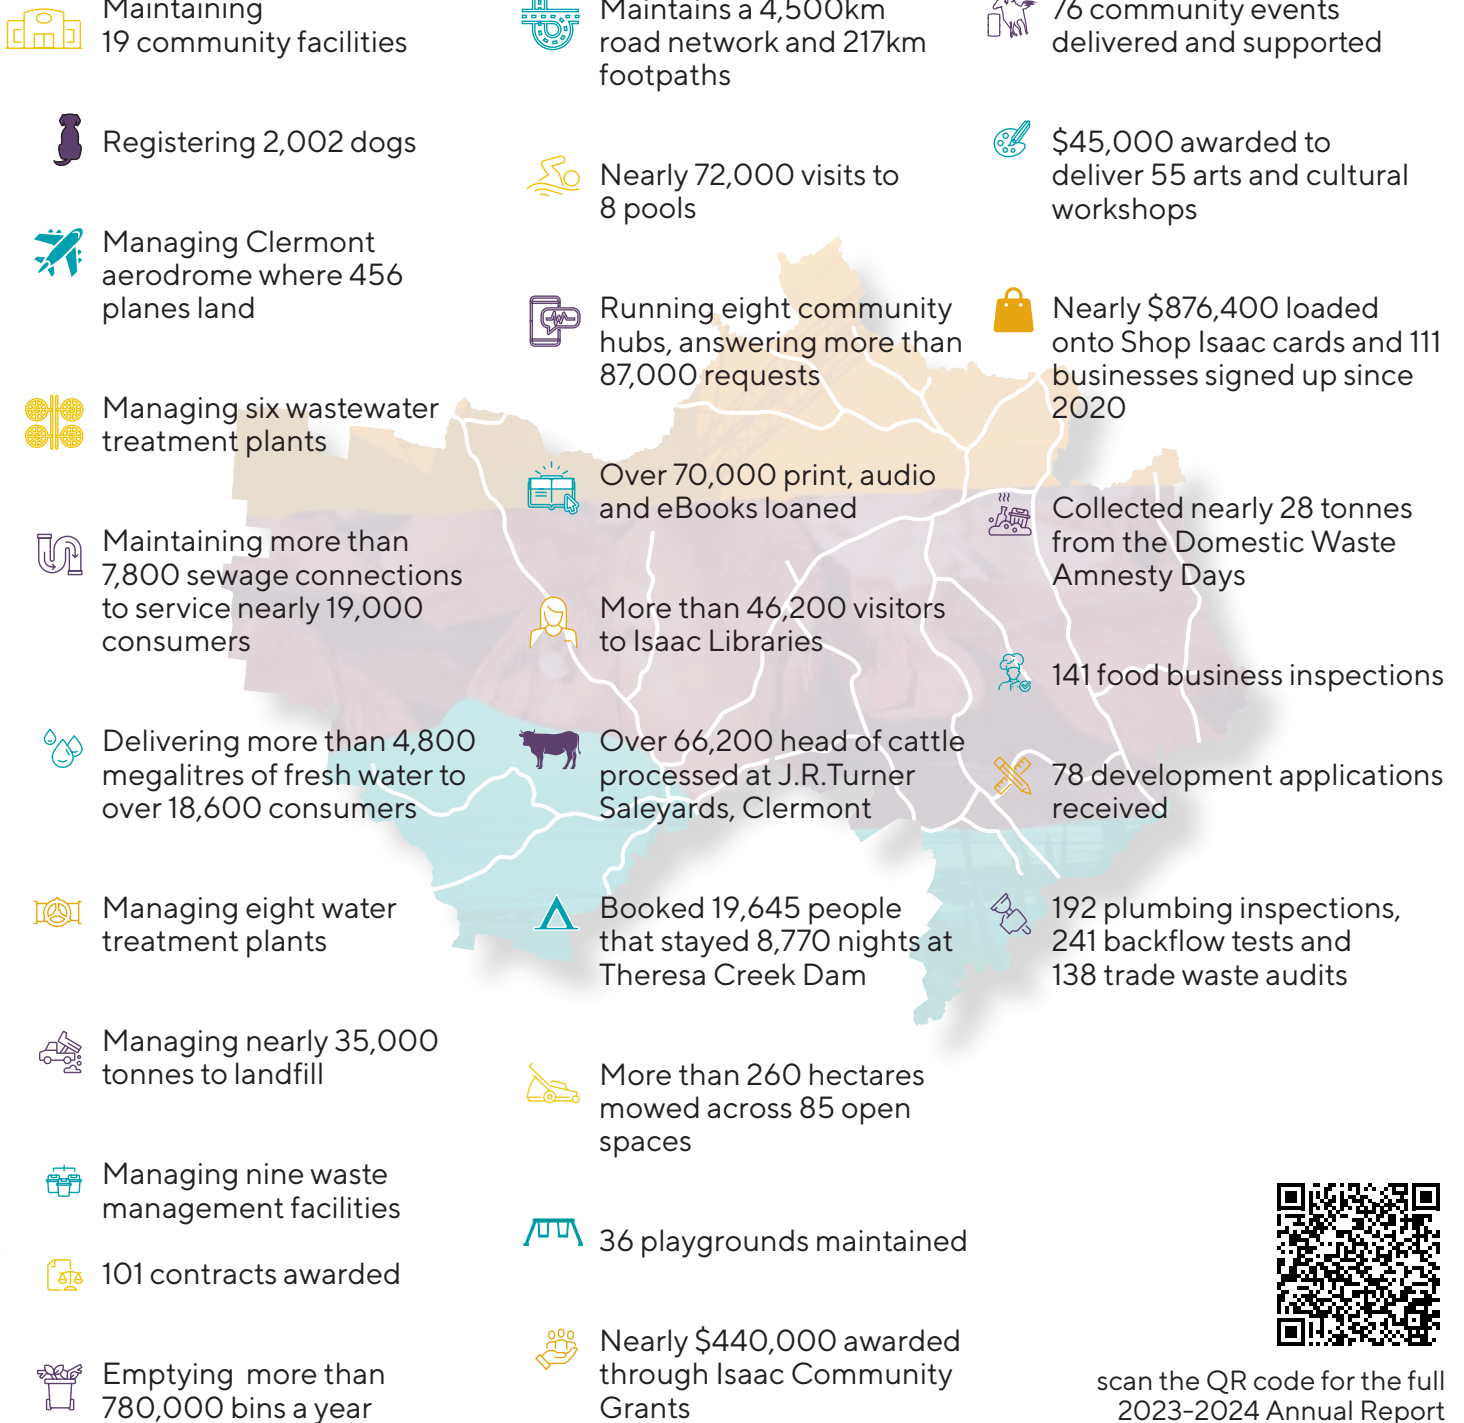 Maintaining
19 community facilities
Registering 2,002 dogs
Managing Clermont
aerodrome where 456
planes land
Managing six wastewater
treatment plants
Maintaining more than
7,800 sewage connections
to service nearly 19,000
consumers
Delivering more than 4,800
megalitres of fresh water to
over 18,600 consumers
Managing eight water
treatment plants
Managing nearly 35,000
tonnes to landfill
Managing nine waste
management facilities
101 contracts awarded
Emptying more than
780,000 bins a year
Maintains a 4,500km
road network and 217km
footpaths
Nearly 72,000 visits to
8 pools
Running eight community
hubs, answering more than
87,000 requests
Over 70,000 print, audio
and eBooks loaned
More than 46,200 visitors
to Isaac Libraries
Over 66,200 head of cattle
processed at J.R.Turner
Saleyards, Clermont
Booked 19,645 people
that stayed 8,770 nights at
Theresa Creek Dam
More than 260 hectares
mowed across 85 open
spaces
36 playgrounds maintained
Nearly $440,000 awarded
through Isaac Community
Grants
76 community events
delivered and supported
$45,000 awarded to
deliver 55 arts and cultural
workshops
Nearly $876,400 loaded
onto Shop Isaac cards and 111
businesses signed up since
2020
Collected nearly 28 tonnes
from the Domestic Waste
Amnesty Days
141 food business inspections
78 development applications
received
192 plumbing inspections,
241 backflow tests and
138 trade waste audits
scan the QR code for the full
2023-2024 Annual Report